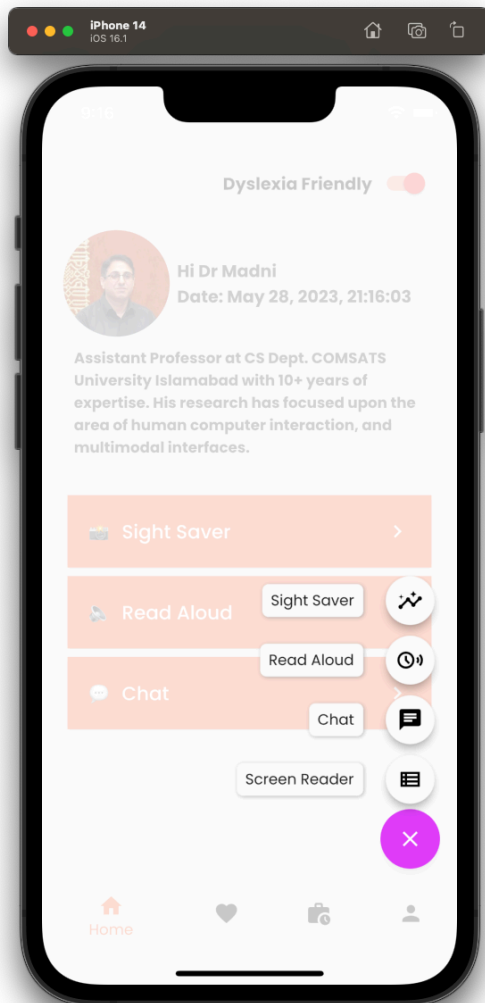 iPhone 14
iOS 16.1
9:16
Dyslexia Friendly
Hi Dr Madni
Date: May 28, 2023, 21:16:03
Assistant Professor at CS Dept. COMSATS
University Islamabad with 10+ years of
expertise. His research has focused upon the
area of human computer interaction, and
multimodal interfaces.
Sight Saver
Read Aloud
Chat
Sight Saver
Read Aloud
Chat
Screen Reader
Home